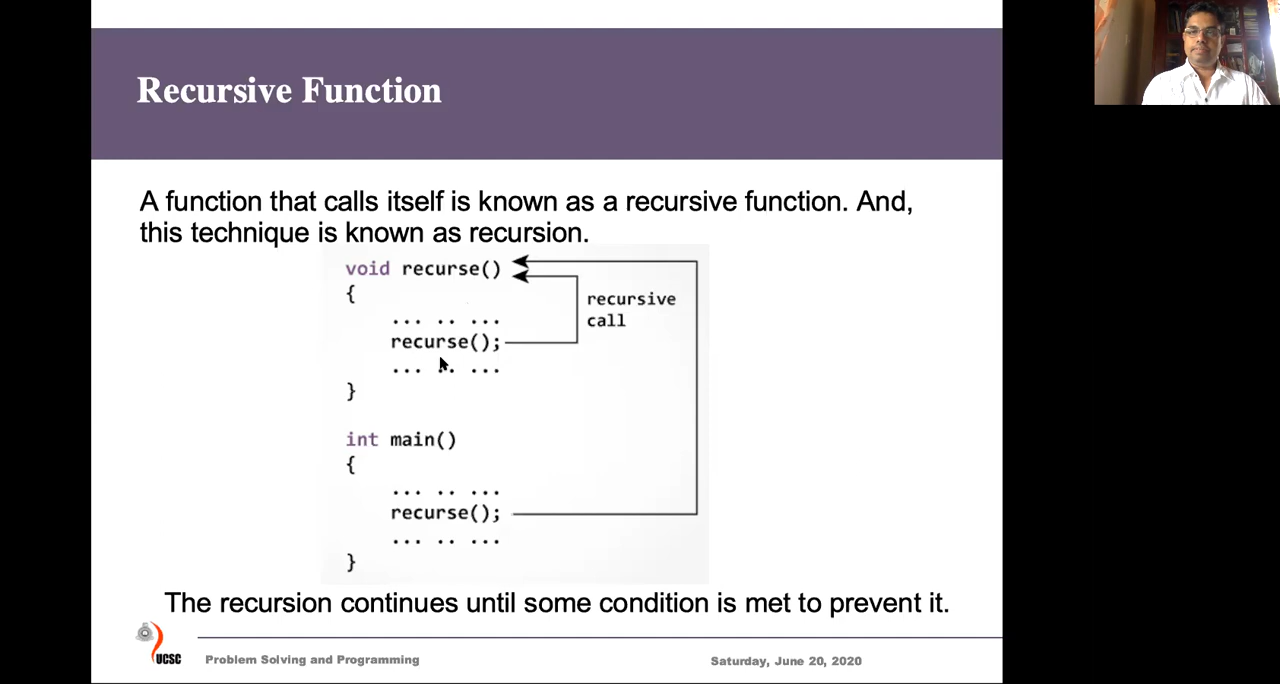 Recursive Function
A function that calls itself is known as a recursive function. And,
this technique is known as recursion.
void recurse()
{
... .. ...
recurse();
... .. ...
}
recursive
call
int main()
{
... .. ...
recurse();
... .. ...
}
The recursion continues until some condition is met to prevent it.
UCSC
Problem Solving and Programming
Saturday, June 20, 2020